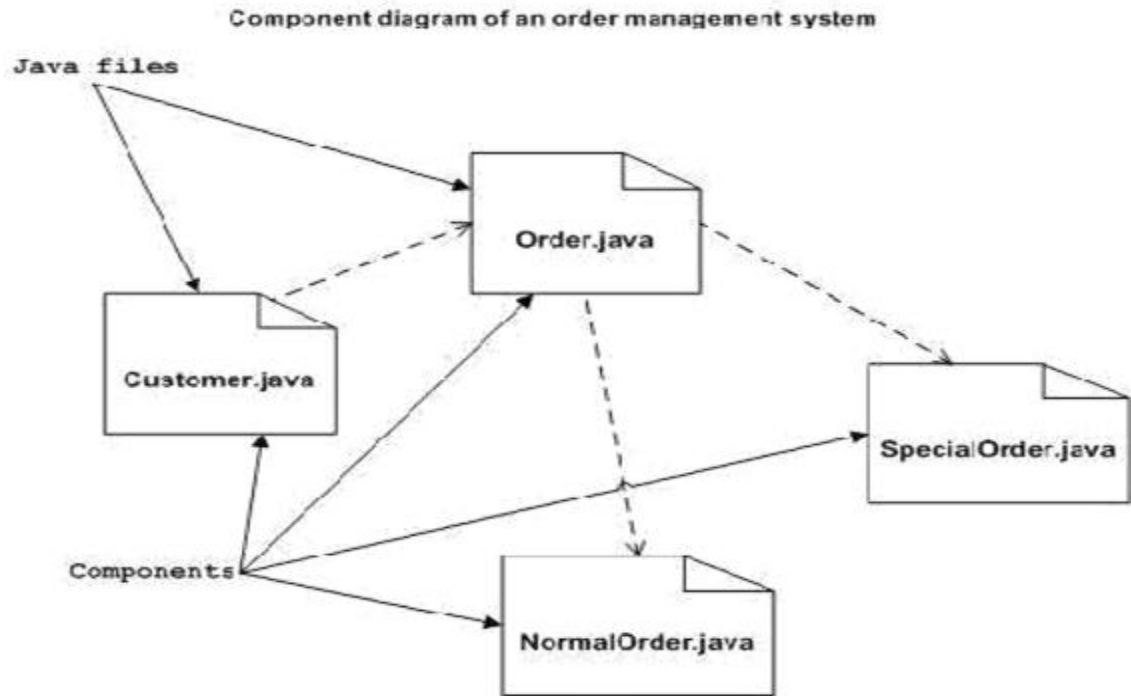 Component diagram of an order management system
Java files
Order.java
Customer.java
SpecialOrder.java
Components
NormalOrder.java